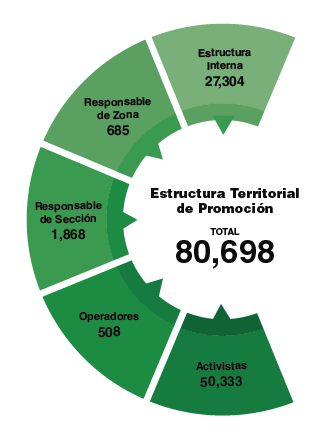 Estructura
Interna
27,304
Responsable
de Zona
685
Responsable
de Sección
1,868
Operadores
508
Activistas
50,333
Estructura Territorial
de Promoción
TOTAL
80,698